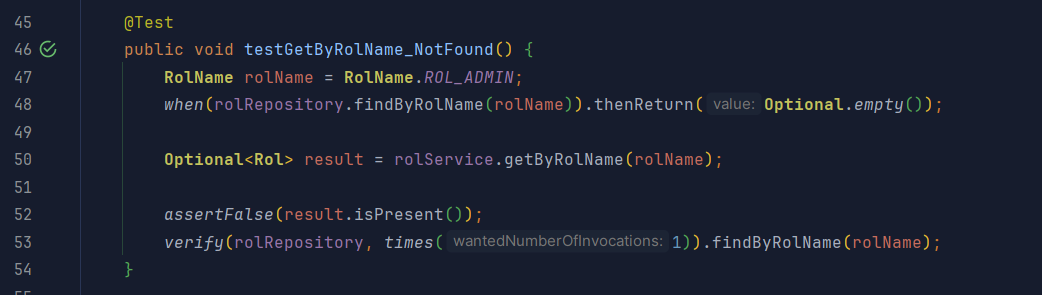 45 @Test
46 public void testGetByRolName_NotFound() {
47 RolName rolName = RolName.ROL_ADMIN;
48 when(rolRepository.findByRolName(rolName)).thenReturn( value: Optional.empty());
49
50 Optional<Rol> result = rolService.getByRolName(rolName);
51
52 assertFalse(result.isPresent());
53 verify(rolRepository, times( wantedNumberOfInvocations: 1)).findByRolName(rolName);
54 }
55